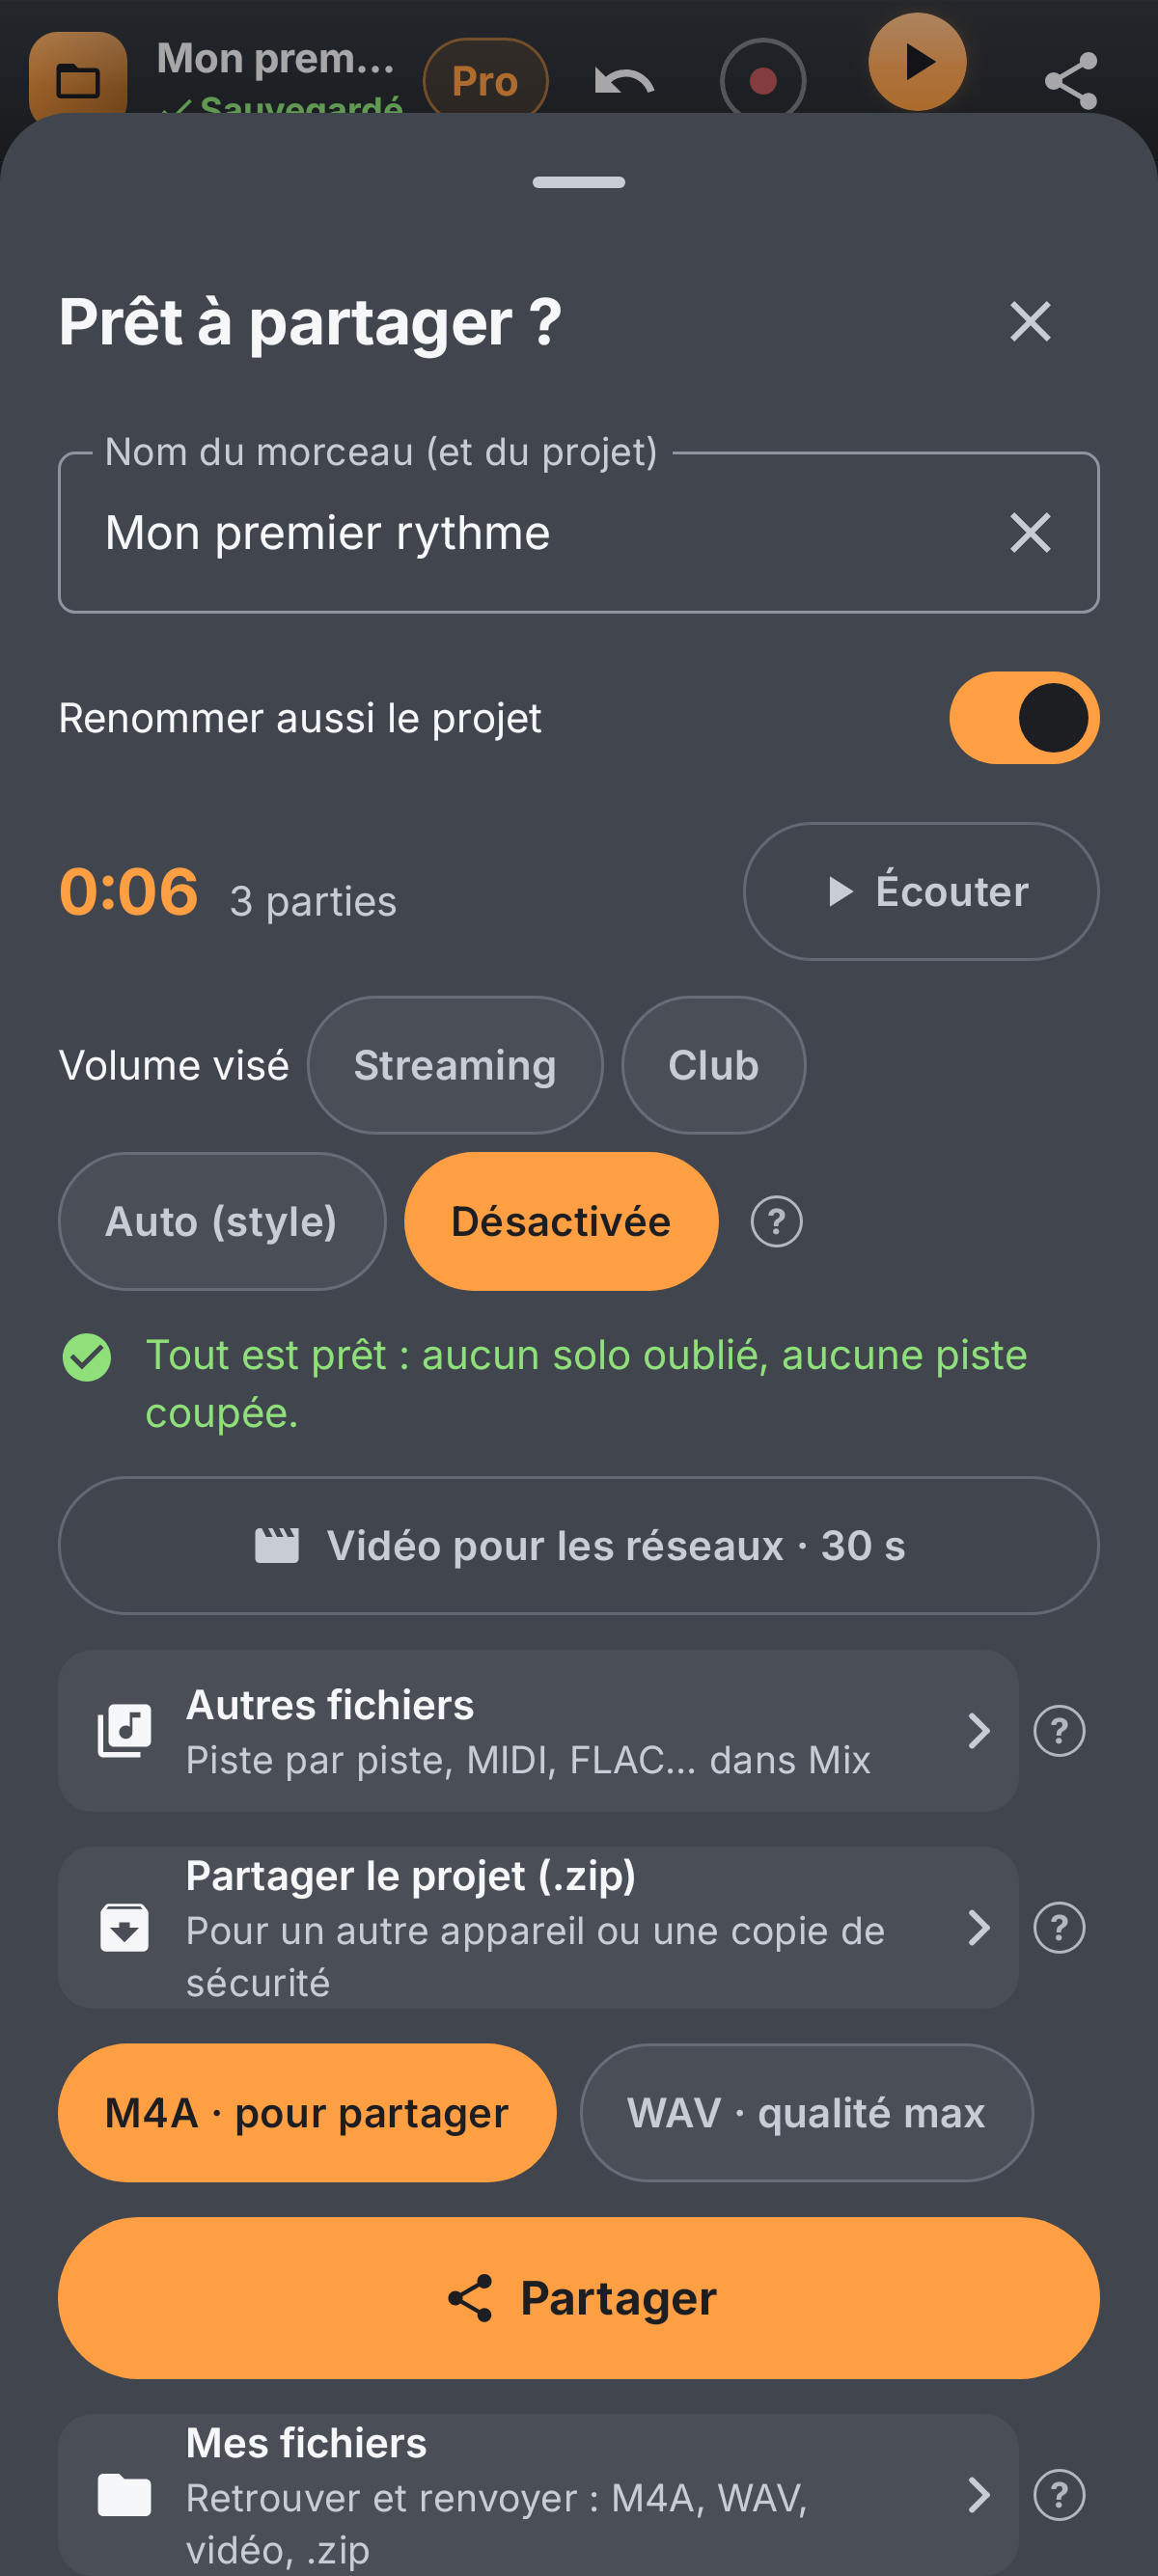 Mon prem...
Pro
Sauvegardé
Prêt à partager ?
Nom du morceau (et du projet)
Mon premier rythme
Renommer aussi le projet
0:06 3 parties
Écouter
Volume visé
Streaming
Club
Auto (style)
Désactivée
?
Tout est prêt : aucun solo oublié, aucune piste
coupée.
Vidéo pour les réseaux · 30 s
Autres fichiers
Piste par piste, MIDI, FLAC... dans Mix
?
Partager le projet (.zip)
Pour un autre appareil ou une copie de
sécurité
?
M4A · pour partager
WAV · qualité max
Partager
Mes fichiers
Retrouver et renvoyer : M4A, WAV,
vidéo, .zip
?